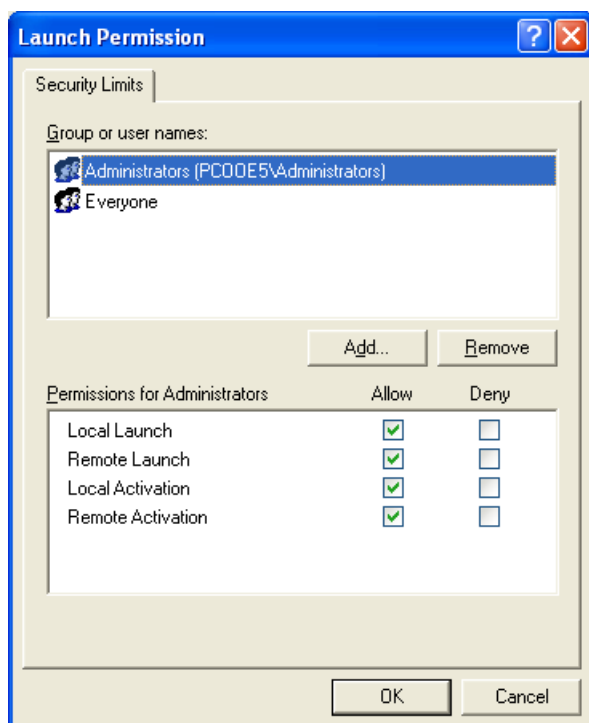 Launch Permission
Security Limits
Group or user names:
Administrators (PC00E5\Administrators)
Everyone
Add... Remove
Permissions for Administrators Allow Deny
Local Launch
Remote Launch
Local Activation
Remote Activation
OK Cancel